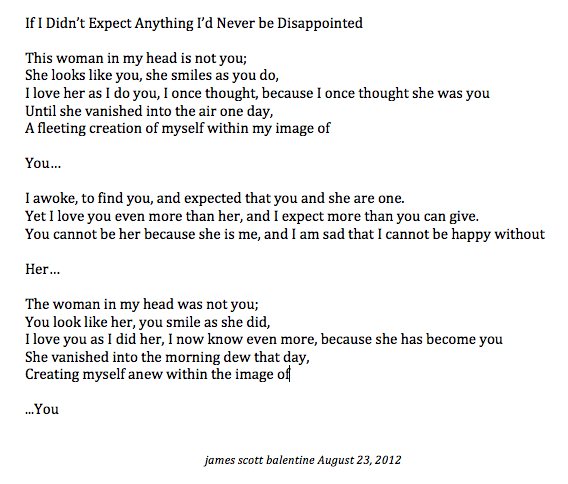 If I Didn’t Expect Anything I’d Never be Disappointed
This woman in my head is not you;
She looks like you, she smiles as you do,
I love her as I do you, I once thought, because I once thought she was you
Until she vanished into the air one day,
A fleeting creation of myself within my image of
You…
I awoke, to find you, and expected that you and she are one.
Yet I love you even more than her, and I expect more than you can give.
You cannot be her because she is me, and I am sad that I cannot be happy without
Her…
The woman in my head was not you;
You look like her, you smile as she did,
I love you as I did her, I now know even more, because she has become you
She vanished into the morning dew that day,
Creating myself anew within the image of
…You
james scott balentine August 23, 2012